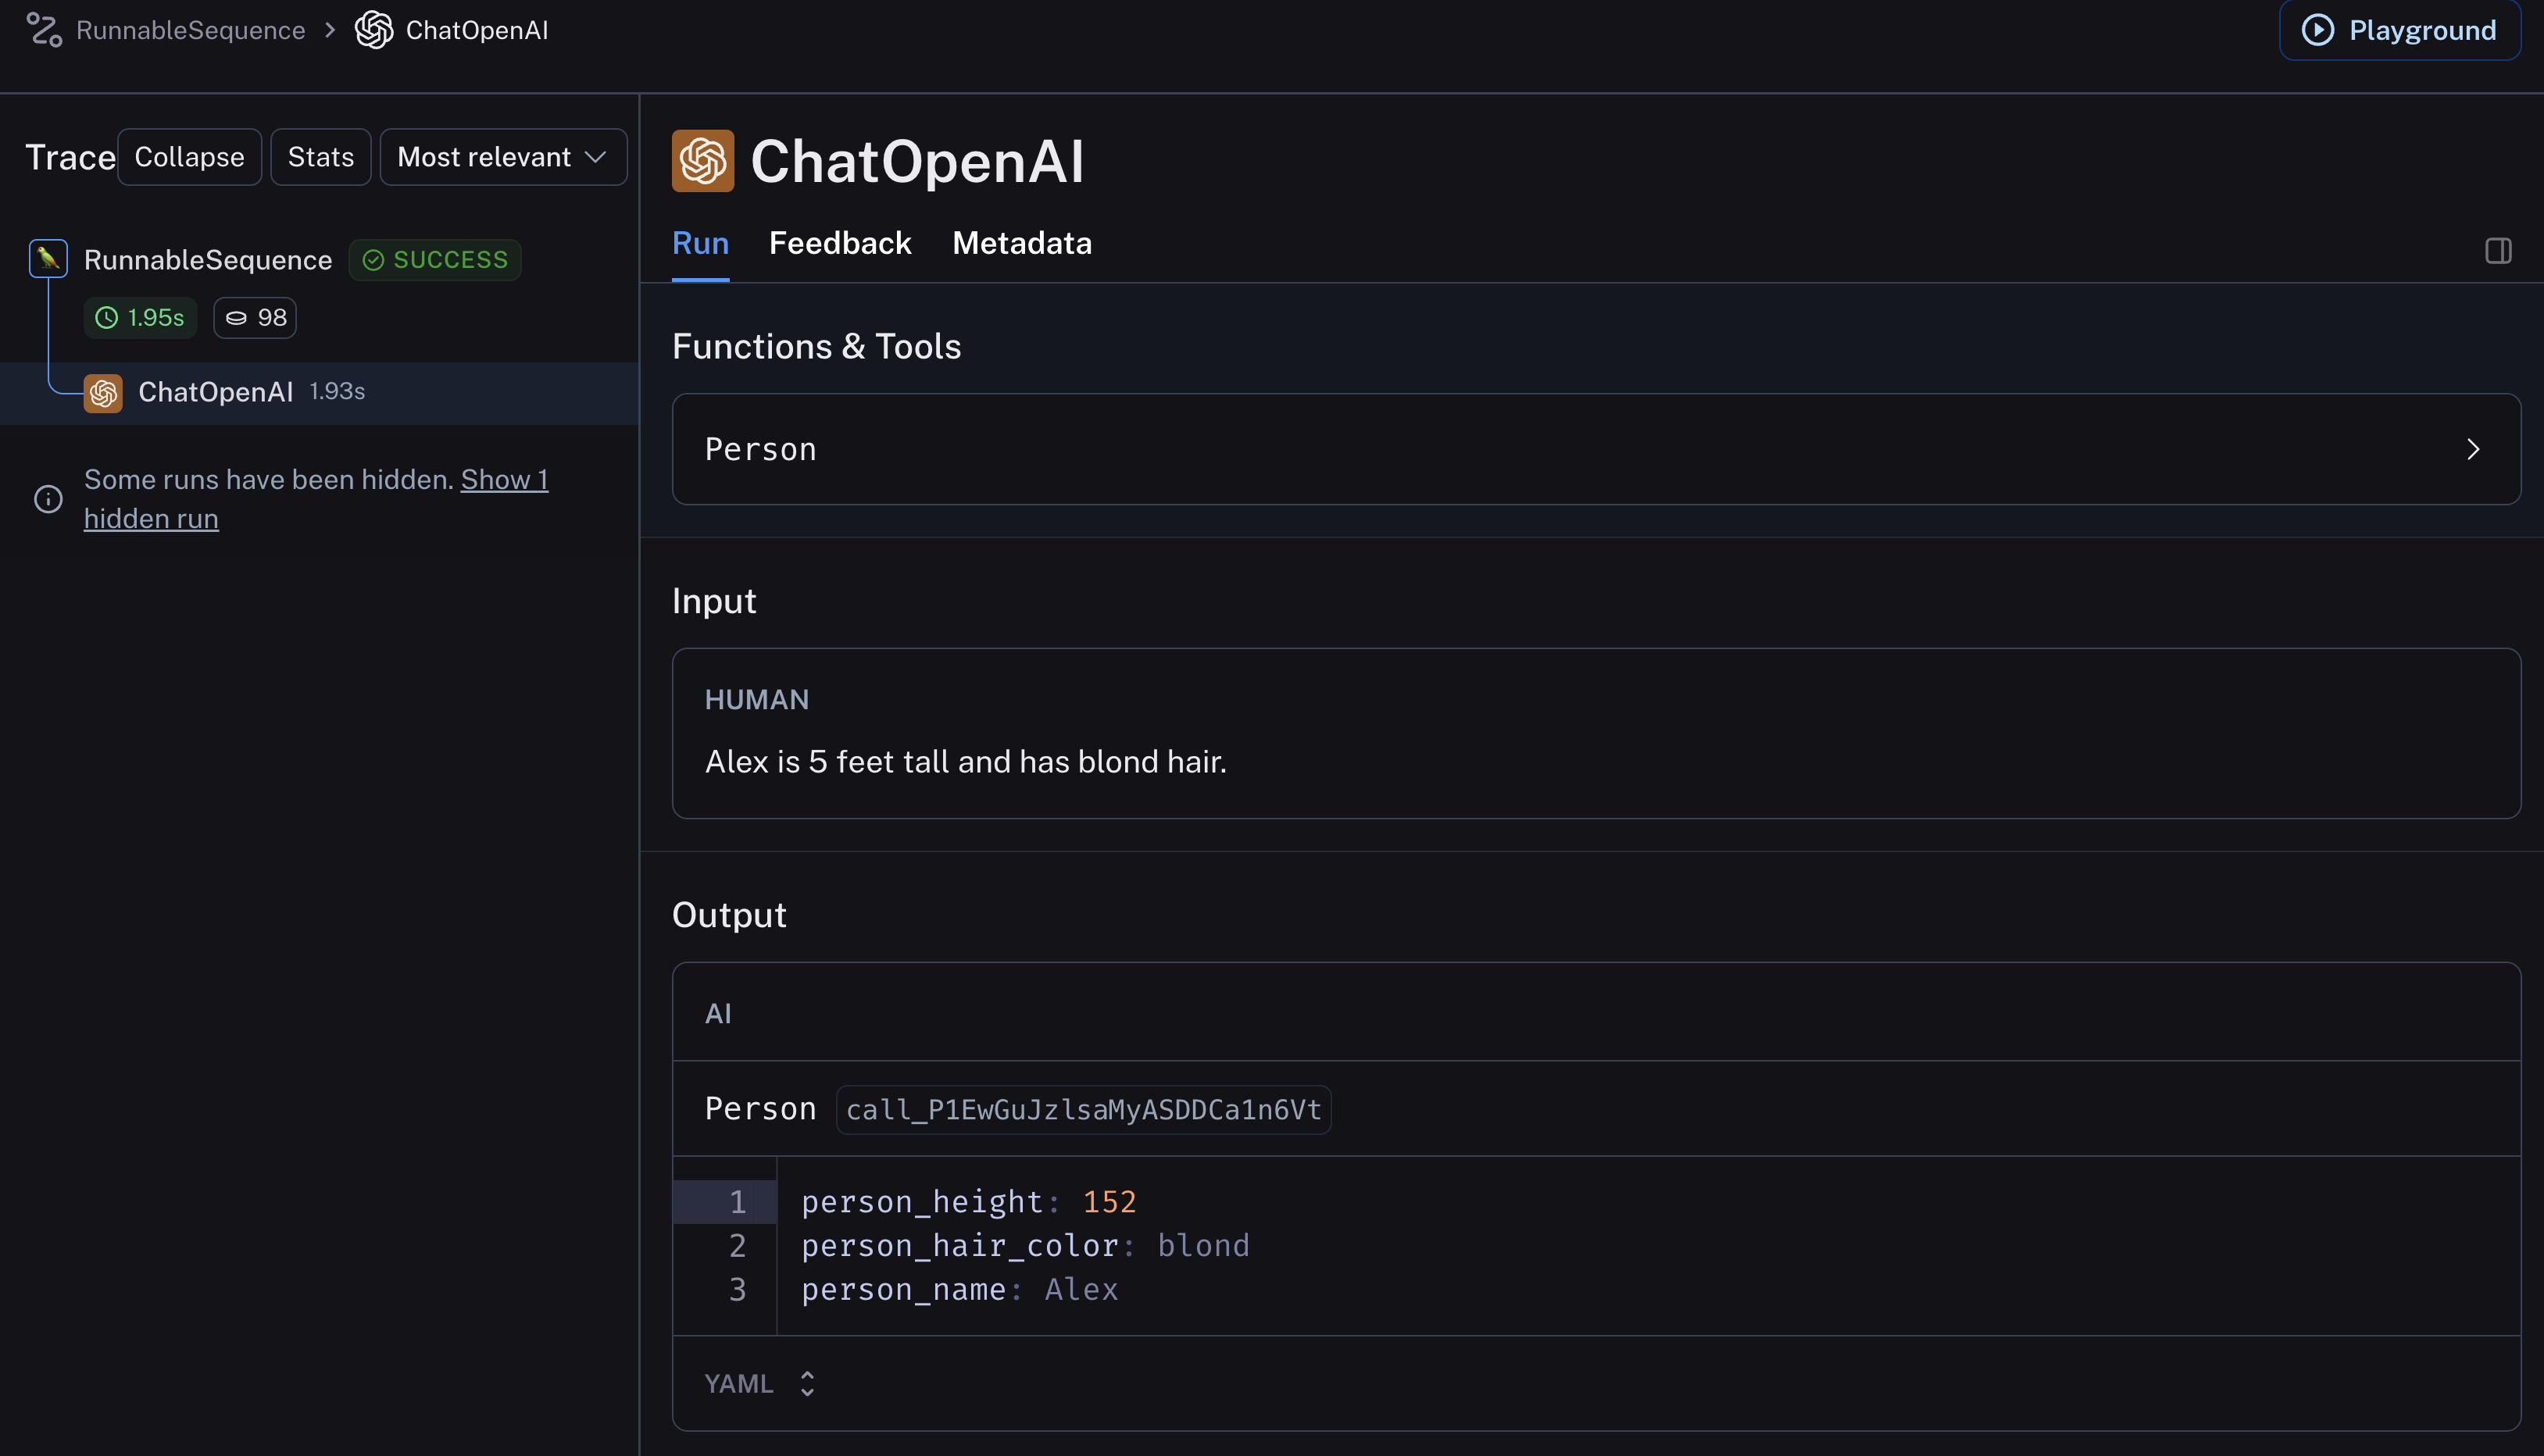 RunnableSequence > ChatOpenAI
Playground
Trace
Collapse
Stats
Most relevant
RunnableSequence
SUCCESS
1.95s
98
ChatOpenAI 1.93s
Some runs have been hidden. Show 1
hidden run
ChatOpenAI
Run Feedback Metadata
Functions & Tools
Person
Input
HUMAN
Alex is 5 feet tall and has blond hair.
Output
AI
Person call_P1EwGuJzlsaMyASDDCa1n6Vt
1 person_height: 152
2 person_hair_color: blond
3 person_name: Alex
YAML